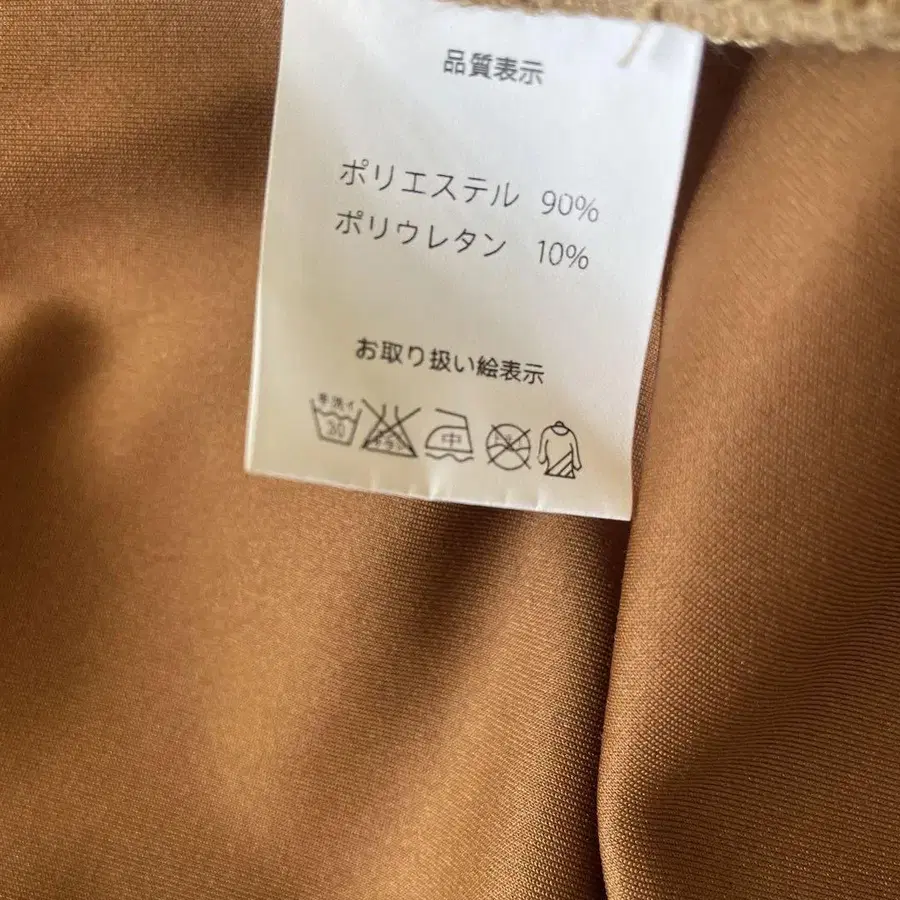 品質表示
ポリエステル 90%
ポリウレタン 10%
お取り扱い絵表示
手洗イ
30 中